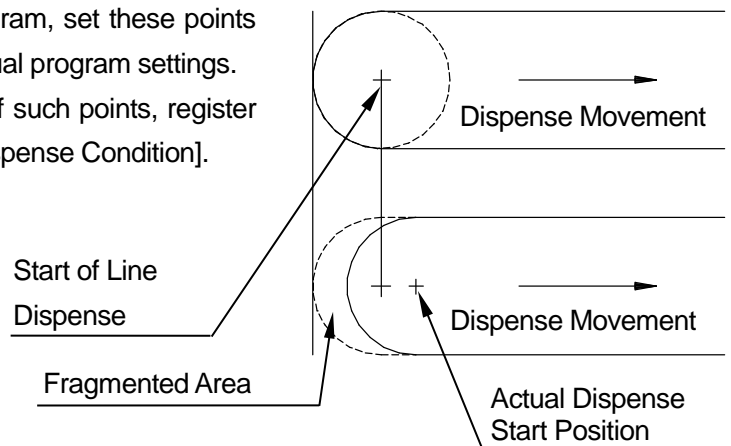 ram, set these points
ual program settings.
f such points, register
spense Condition].
Dispense Movement
Start of Line
Dispense
Dispense Movement
Fragmented Area
Actual Dispense
Start Position